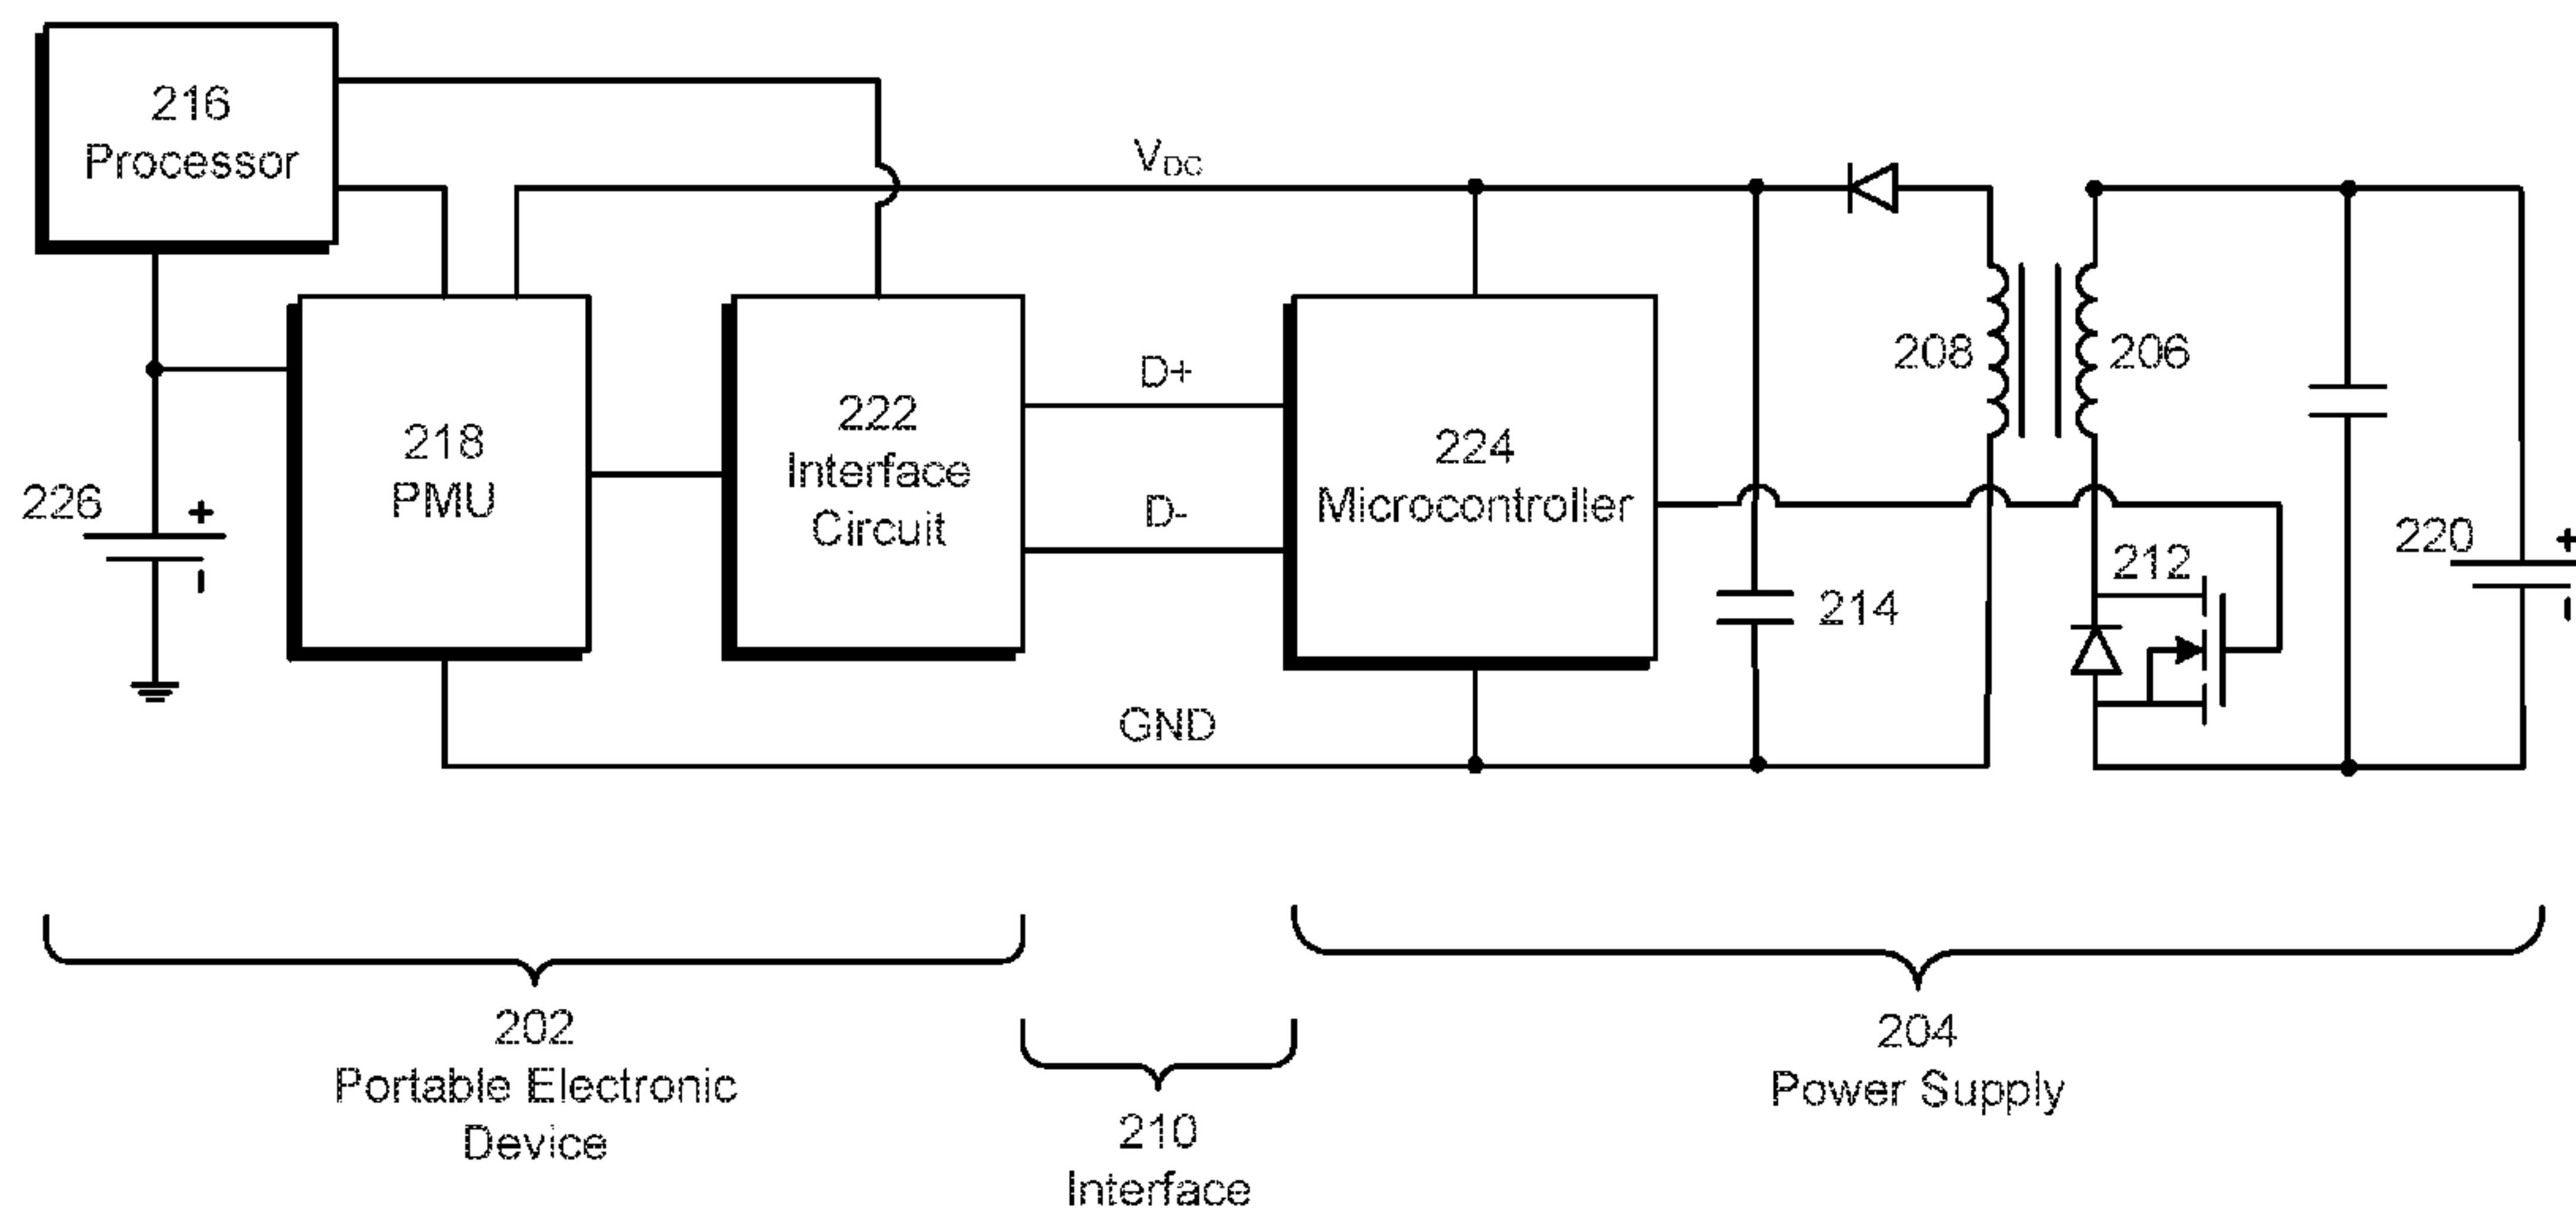 216
Processor
V_DC
208
206
D+
222
Interface
Circuit
218
PMU
224
Microcontroller
226
+
-
D-
212
220
+
-
214
GND
202
Portable Electronic
Device
204
Power Supply
210
Interface